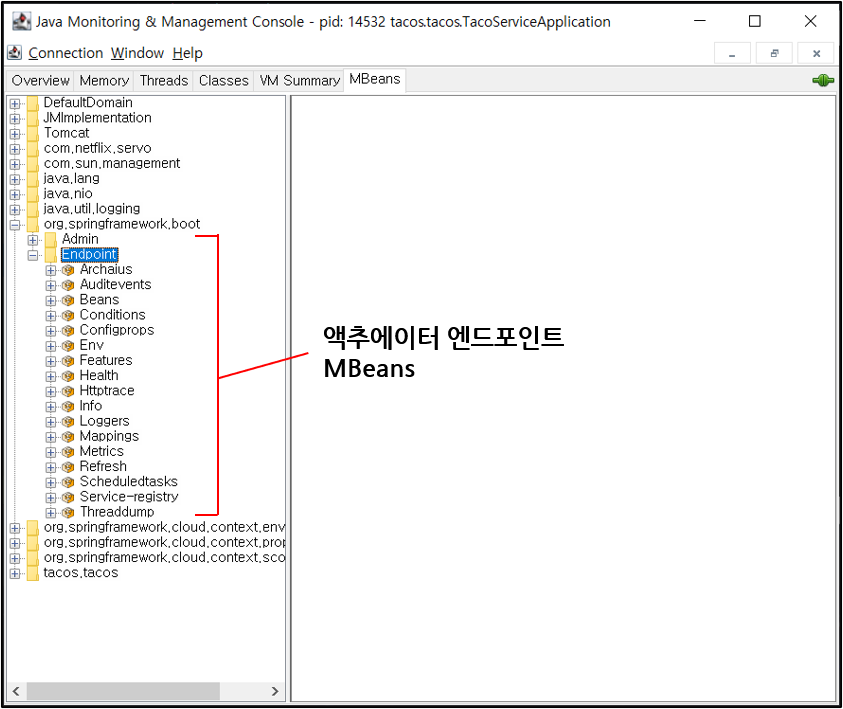 Java Monitoring & Management Console - pid: 14532 tacos.tacos.TacoServiceApplication
Connection Window Help
Overview Memory Threads Classes VM Summary MBeans
DefaultDomain
JMImplementation
Tomcat
com.netflix.servo
com.sun.management
java.lang
java.nio
java.util.logging
org.springframework.boot
Admin
Endpoint
Archaius
Auditevents
Beans
Conditions
Configprops
Env
Features
Health
Httptrace
Info
Loggers
Mappings
Metrics
Refresh
Scheduledtasks
Service-registry
Threaddump
org.springframework.cloud.context.env
org.springframework.cloud.context.prop
org.springframework.cloud.context.sco
tacos.tacos
액추에이터 엔드포인트
MBeans